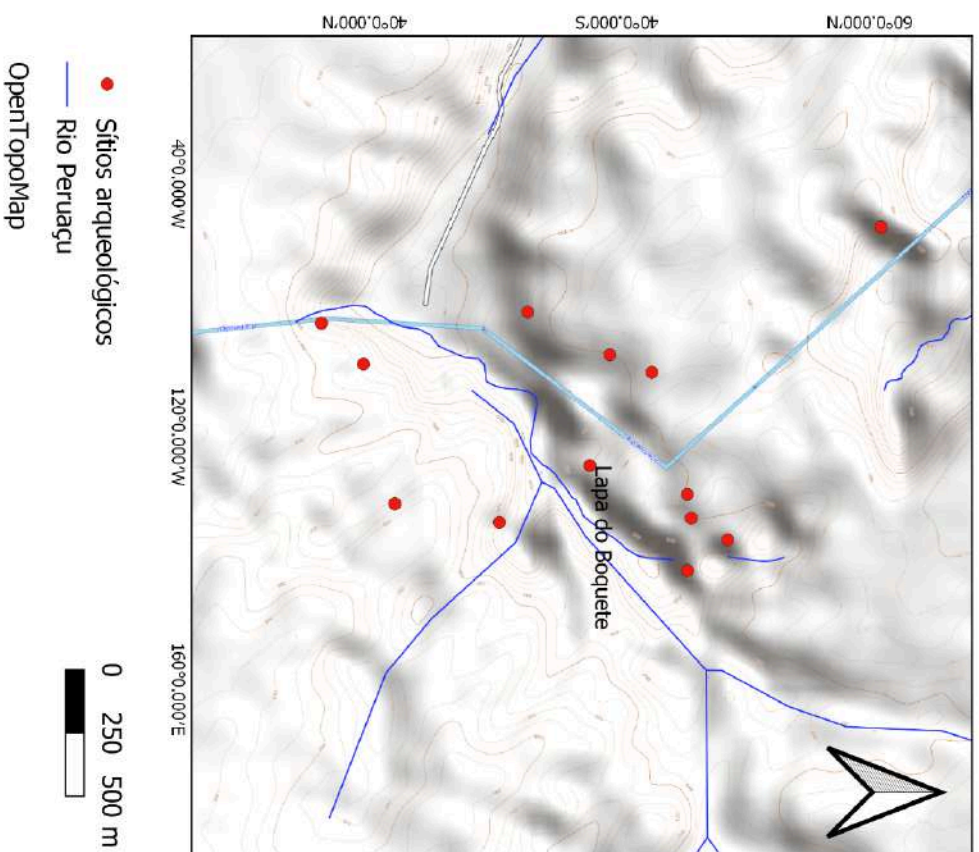 40°0.000'N
40°0.000'S
60°0.000'N
40°0.000'W
120°0.000'W
160°0.000'E
Lapa do Boquete
Sítios arqueológicos
Rio Peruaçu
OpenTopoMap
0 250 500 m